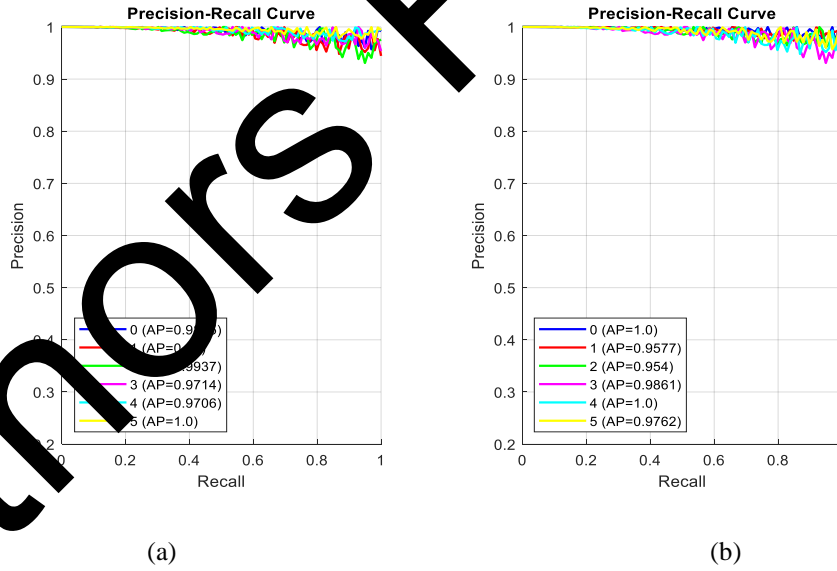 Precision-Recall Curve
1
0.9
0.8
0.7
0.6
0.5
0.4
0.3
0.2
Precision
0 0.2 0.4 0.6 0.8 1
Recall
3 (AP=0.9714)
4 (AP=0.9706)
5 (AP=1.0)
(a)
Precision-Recall Curve
1
0.9
0.8
0.7
0.6
0.5
0.4
0.3
0.2
Precision
0 0.2 0.4 0.6 0.8
Recall
0 (AP=1.0)
1 (AP=0.9577)
2 (AP=0.954)
3 (AP=0.9861)
4 (AP=1.0)
5 (AP=0.9762)
(b)